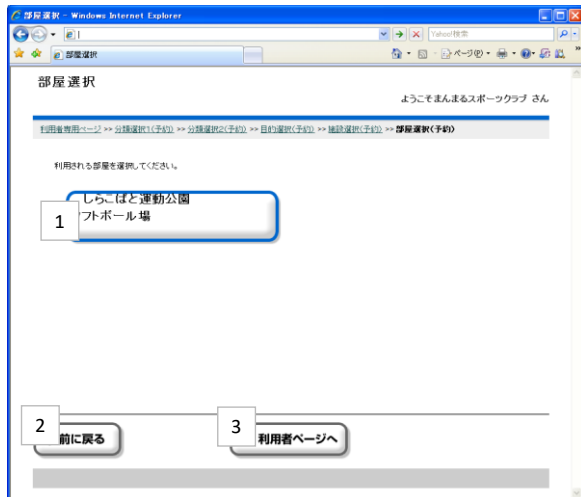 部屋選択 - Windows Internet Explorer
Yahoo!検索
部屋選択
ページ(P)
部屋選択
ようこそまんまるスポーツクラブ さん
利用者専用ページ >> 分類選択1(予約) >> 分類選択2(予約) >> 目的選択(予約) >> 施設選択(予約) >> 部屋選択(予約)
利用される部屋を選択してください。
しらこばと運動公園
1
フトボール場
2
前に戻る
3
利用者ページへ